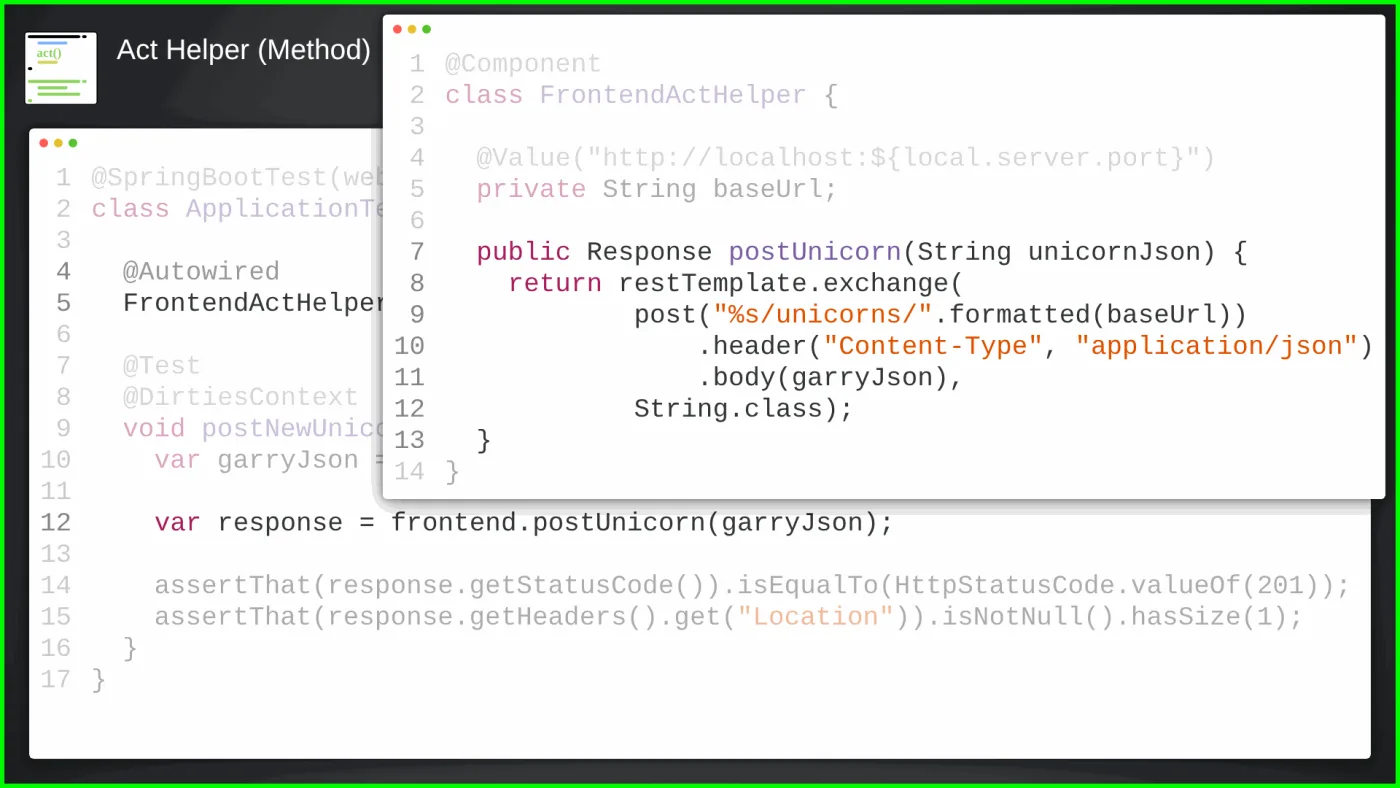 act()
Act Helper (Method)
1 @Component
2 class FrontendActHelper {
3
4 @Value("http://localhost:${local.server.port}")
5 private String baseUrl;
6
7 public Response postUnicorn(String unicornJson) {
8 return restTemplate.exchange(
9 post("%s/unicorns/".formatted(baseUrl))
10 .header("Content-Type", "application/json")
11 .body(garryJson),
12 String.class);
13 }
14 }
1 @SpringBootTest(web
2 class ApplicationTe
3
4 @Autowired
5 FrontendActHelper
6
7 @Test
8 @DirtiesContext
9 void postNewUnico
10 var garryJson =
11
12 var response = frontend.postUnicorn(garryJson);
13
14 assertThat(response.getStatusCode()).isEqualTo(HttpStatusCode.valueOf(201));
15 assertThat(response.getHeaders().get("Location")).isNotNull().hasSize(1);
16 }
17 }